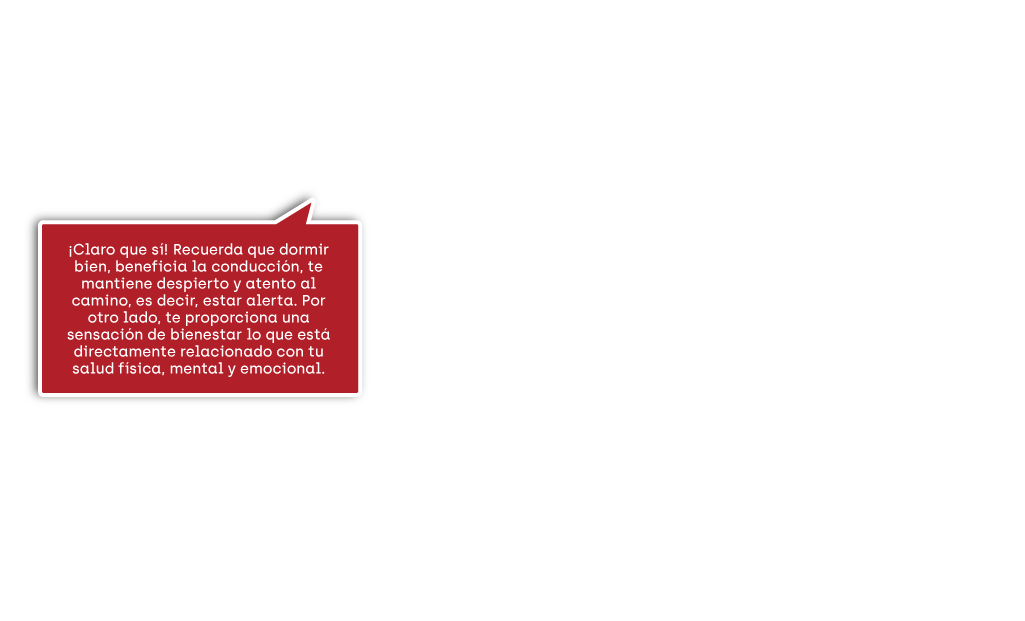 ¡Claro que sí! Recuerda que dormir
bien, beneficia la conducción, te
mantiene despierto y atento al
camino, es decir, estar alerta. Por
otro lado, te proporciona una
sensación de bienestar lo que está
directamente relacionado con tu
salud física, mental y emocional.